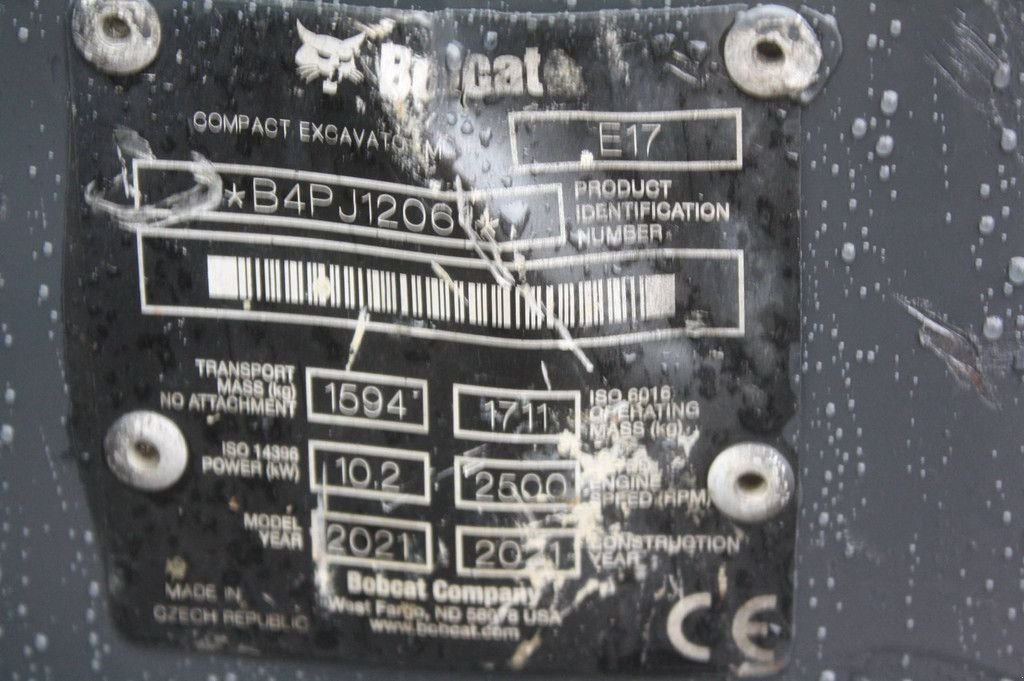 Bobcat
COMPACT EXCAVATOR
E17
PRODUCT
IDENTIFICATION
NUMBER
TRANSPORT
MASS (kg)
NO ATTACHMENT
1594
1711
ISO 6016
OPERATING
MASS (kg)
ISO 14396
POWER (kW)
10.2
2500
ENGINE
SPEED (RPM)
MODEL
YEAR
2021
2021
CONSTRUCTION
YEAR
Bobcat Company
West Fargo, ND 58078 USA
www.bobcat.com
MADE IN
CZECH REPUBLIC
CE